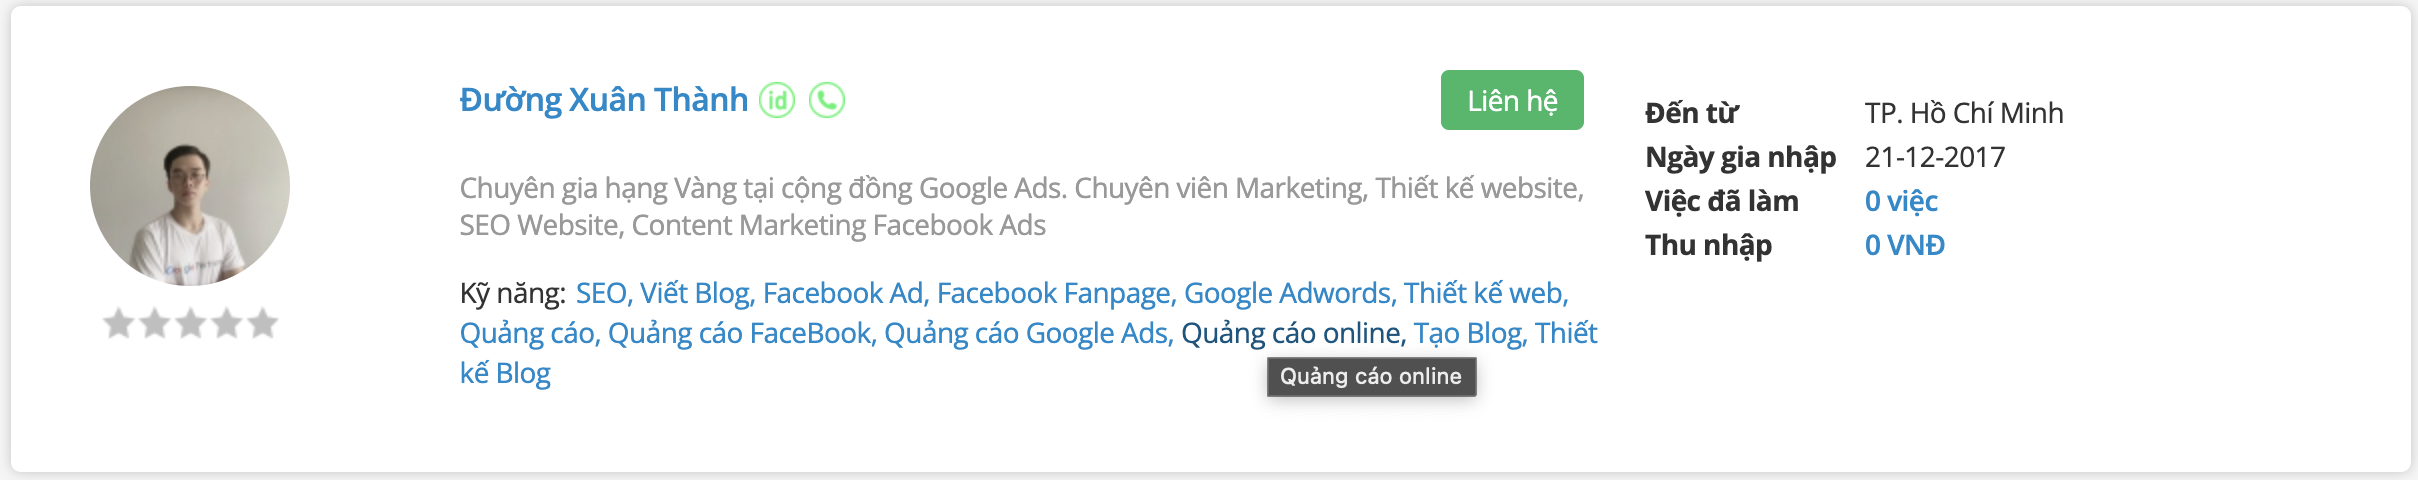 Đường Xuân Thành id
Liên hệ
Chuyên gia hạng Vàng tại cộng đồng Google Ads. Chuyên viên Marketing, Thiết kế website,
SEO Website, Content Marketing Facebook Ads
Kỹ năng: SEO, Viết Blog, Facebook Ad, Facebook Fanpage, Google Adwords, Thiết kế web,
Quảng cáo, Quảng cáo FaceBook, Quảng cáo Google Ads, Quảng cáo online, Tạo Blog, Thiết
kế Blog
Quảng cáo online
Đến từ TP. Hồ Chí Minh
Ngày gia nhập 21-12-2017
Việc đã làm 0 việc
Thu nhập 0 VNĐ